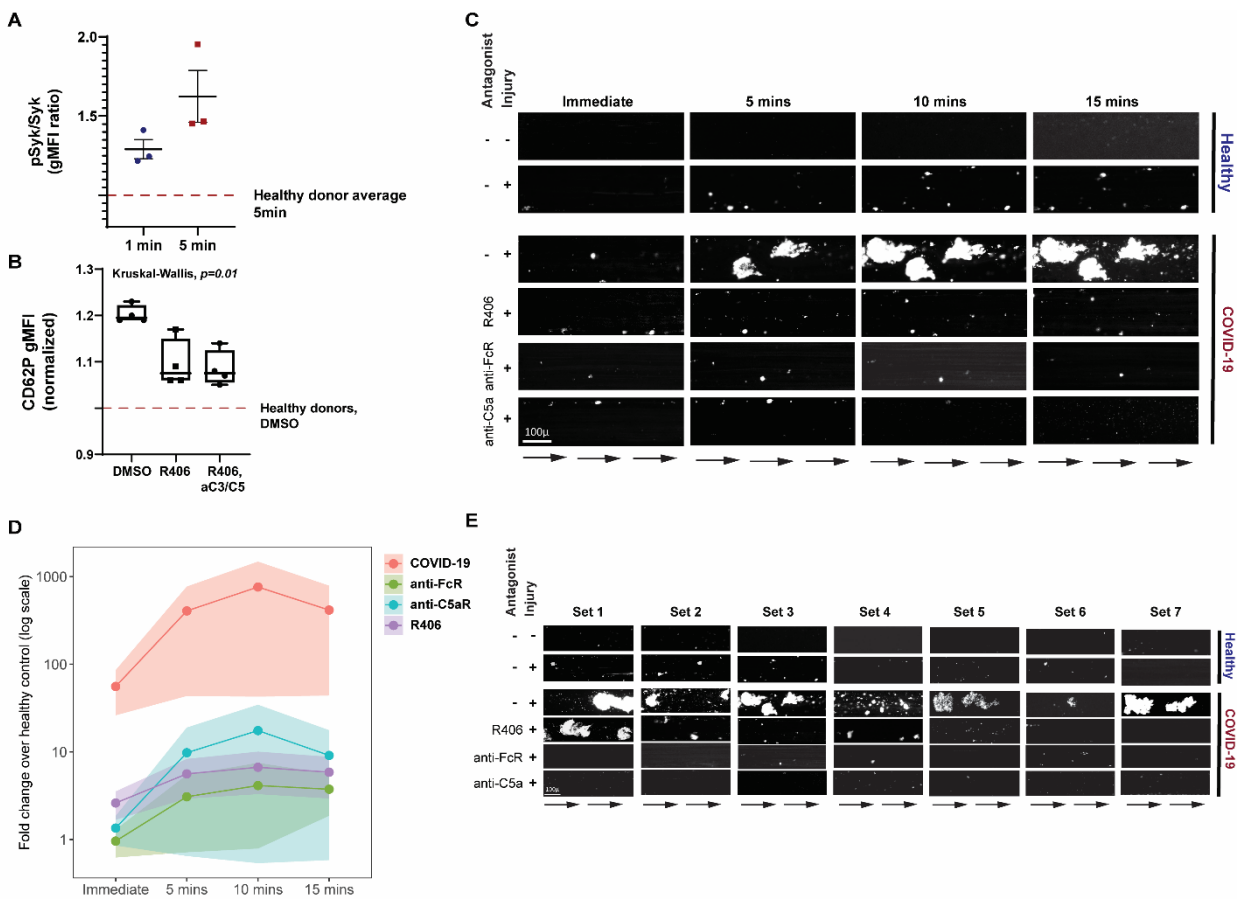 A
2.0
1.5
pSyk/Syk
(gMFI ratio)
Healthy donor average
5min
1 min
5 min
B
1.3
1.2
1.1
1.0
0.9
CD62P gMFI
(normalized)
Kruskal-Wallis, p=0.01
Healthy donors,
DMSO
DMSO
R406
R406,
aC3/C5
C
Antagonist
Injury
Immediate
5 mins
10 mins
15 mins
- -
- +
Healthy
- +
R406 +
anti-FcR +
anti-C5a +
COVID-19
100µ
D
Fold change over healthy control (log scale)
1000
100
10
1
Immediate
5 mins
10 mins
15 mins
COVID-19
anti-FcR
anti-C5aR
R406
E
Antagonist
Injury
Set 1
Set 2
Set 3
Set 4
Set 5
Set 6
Set 7
- -
- +
Healthy
- +
R406 +
anti-FcR +
anti-C5a +
COVID-19
100µ